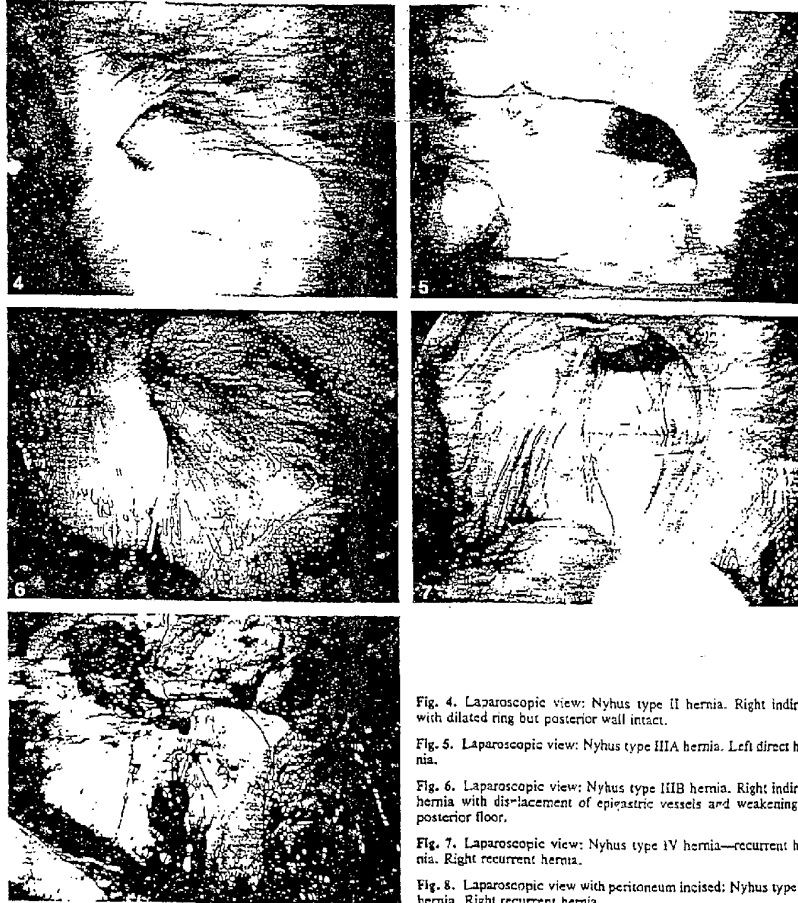 4
5
6
7
Fig. 4. Laparoscopic view: Nyhus type II hernia. Right indir
with dilated ring but posterior wall intact.
Fig. 5. Laparoscopic view: Nyhus type IIIA hernia. Left direct h
nia.
Fig. 6. Laparoscopic view: Nyhus type IIIB hernia. Right indir
hernia with displacement of epigastric vessels and weakening
posterior floor.
Fig. 7. Laparoscopic view: Nyhus type IV hernia—recurrent h
nia. Right recurrent hernia.
Fig. 8. Laparoscopic view with peritoneum incised: Nyhus type
hernia. Right recurrent hernia.